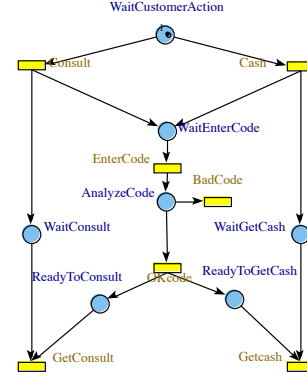 WaitCustomerAction
Consult
Cash
WaitEnterCode
EnterCode
BadCode
AnalyzeCode
WaitConsult
WaitGetCash
ReadyToConsult
OKcode
ReadyToGetCash
GetConsult
Getcash